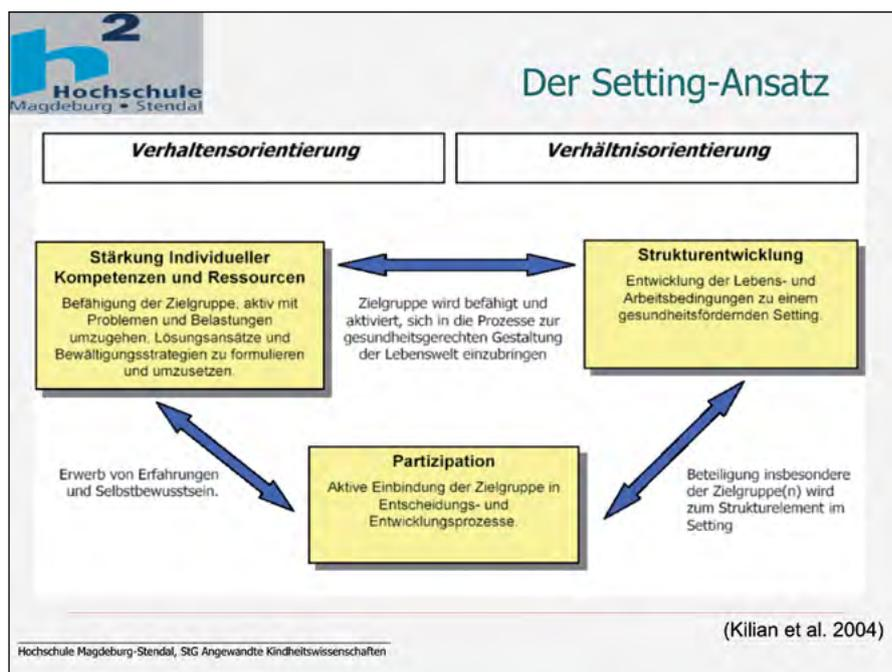 h2
Hochschule
Magdeburg • Stendal
Der Setting-Ansatz
Verhaltensorientierung
Verhältnisorientierung
Stärkung Individueller
Kompetenzen und Ressourcen
Befähigung der Zielgruppe, aktiv mit
Problemen und Belastungen
umzugehen, Lösungsansätze und
Bewältigungsstrategien zu formulieren
und umzusetzen.
Zielgruppe wird befähigt und
aktiviert, sich in die Prozesse zur
gesundheitsgerechten Gestaltung
der Lebenswelt einzubringen
Strukturentwicklung
Entwicklung der Lebens- und
Arbeitsbedingungen zu einem
gesundheitsfördernden Setting.
Erwerb von Erfahrungen
und Selbstbewusstsein.
Partizipation
Aktive Einbindung der Zielgruppe in
Entscheidungs- und
Entwicklungsprozesse.
Beteiligung insbesondere
der Zielgruppe(n) wird
zum Strukturelement im
Setting
(Kilian et al. 2004)
Hochschule Magdeburg-Stendal, StG Angewandte Kindheitswissenschaften